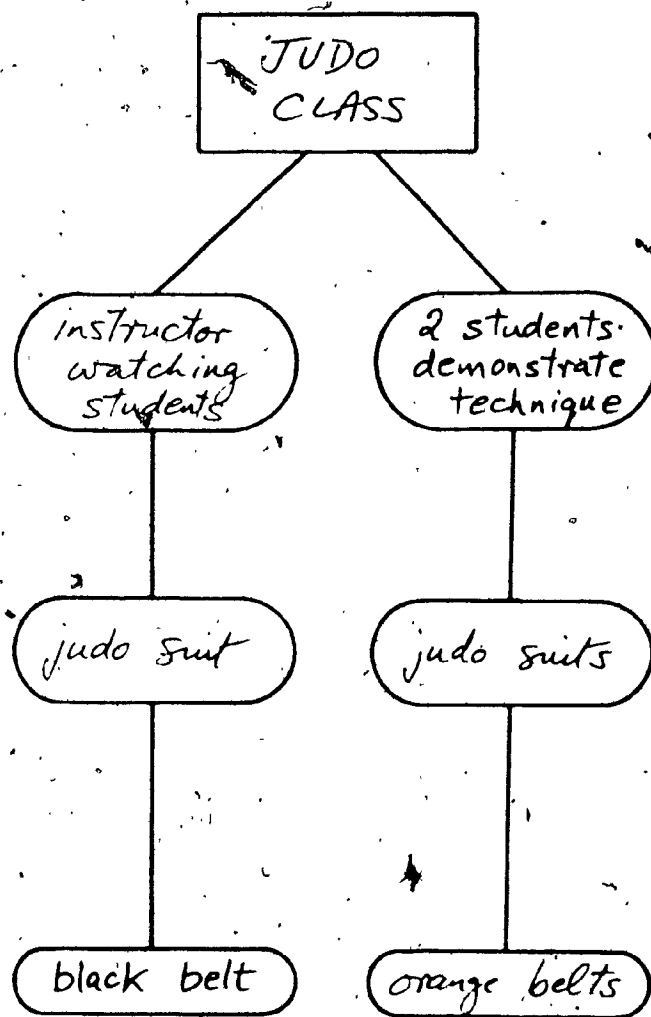 JUDO
CLASS
instructor
watching
students
2 students
demonstrate
technique
judo suit
judo suits
black belt
orange belts